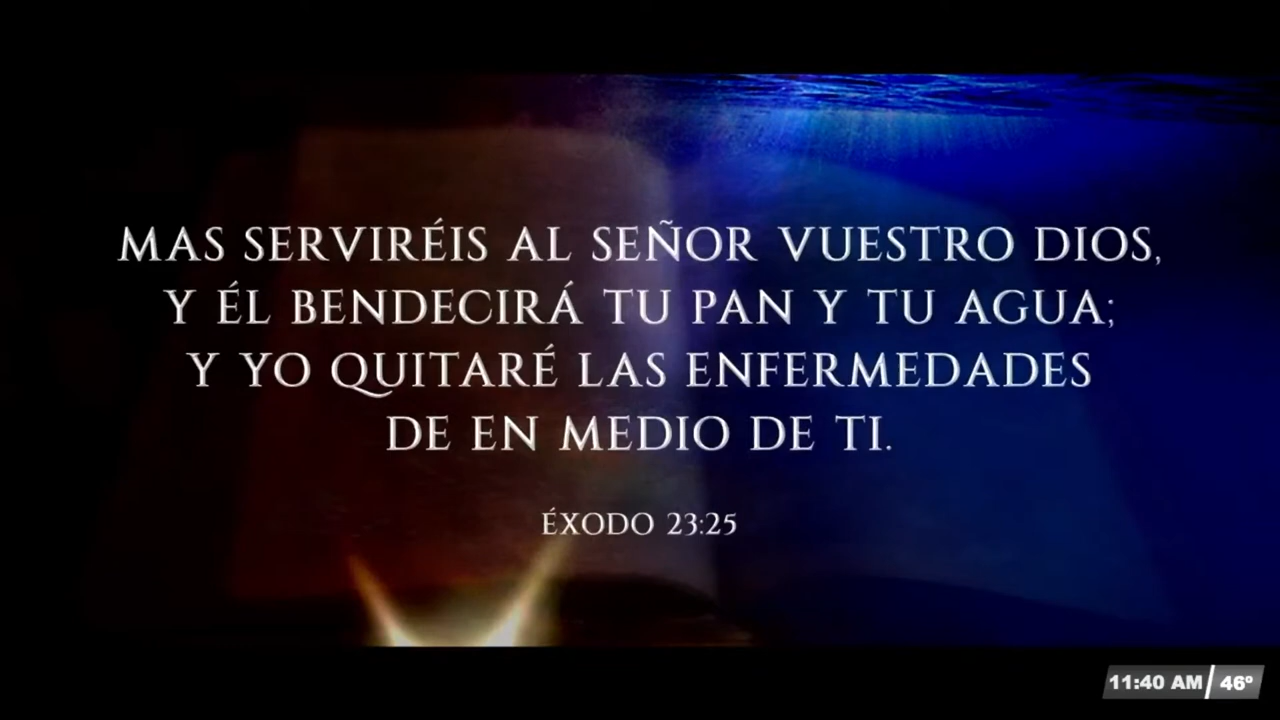 MAS SERVIRÉIS AL SEÑOR VUESTRO DIOS,
Y ÉL BENDECIRÁ TU PAN Y TU AGUA;
Y YO QUITARÉ LAS ENFERMEDADES
DE EN MEDIO DE TI.
ÉXODO 23:25
11:40 AM 46º